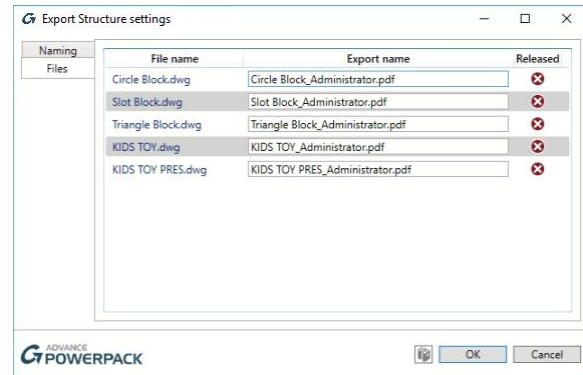 Export Structure settings
Naming
Files
File name Export name Released
Circle Block.dwg Circle Block_Administrator.pdf
Slot Block.dwg Slot Block_Administrator.pdf
Triangle Block.dwg Triangle Block_Administrator.pdf
KIDS TOY.dwg KIDS TOY_Administrator.pdf
KIDS TOY PRES.dwg KIDS TOY PRES_Administrator.pdf
ADVANCE
POWERPACK
OK Cancel